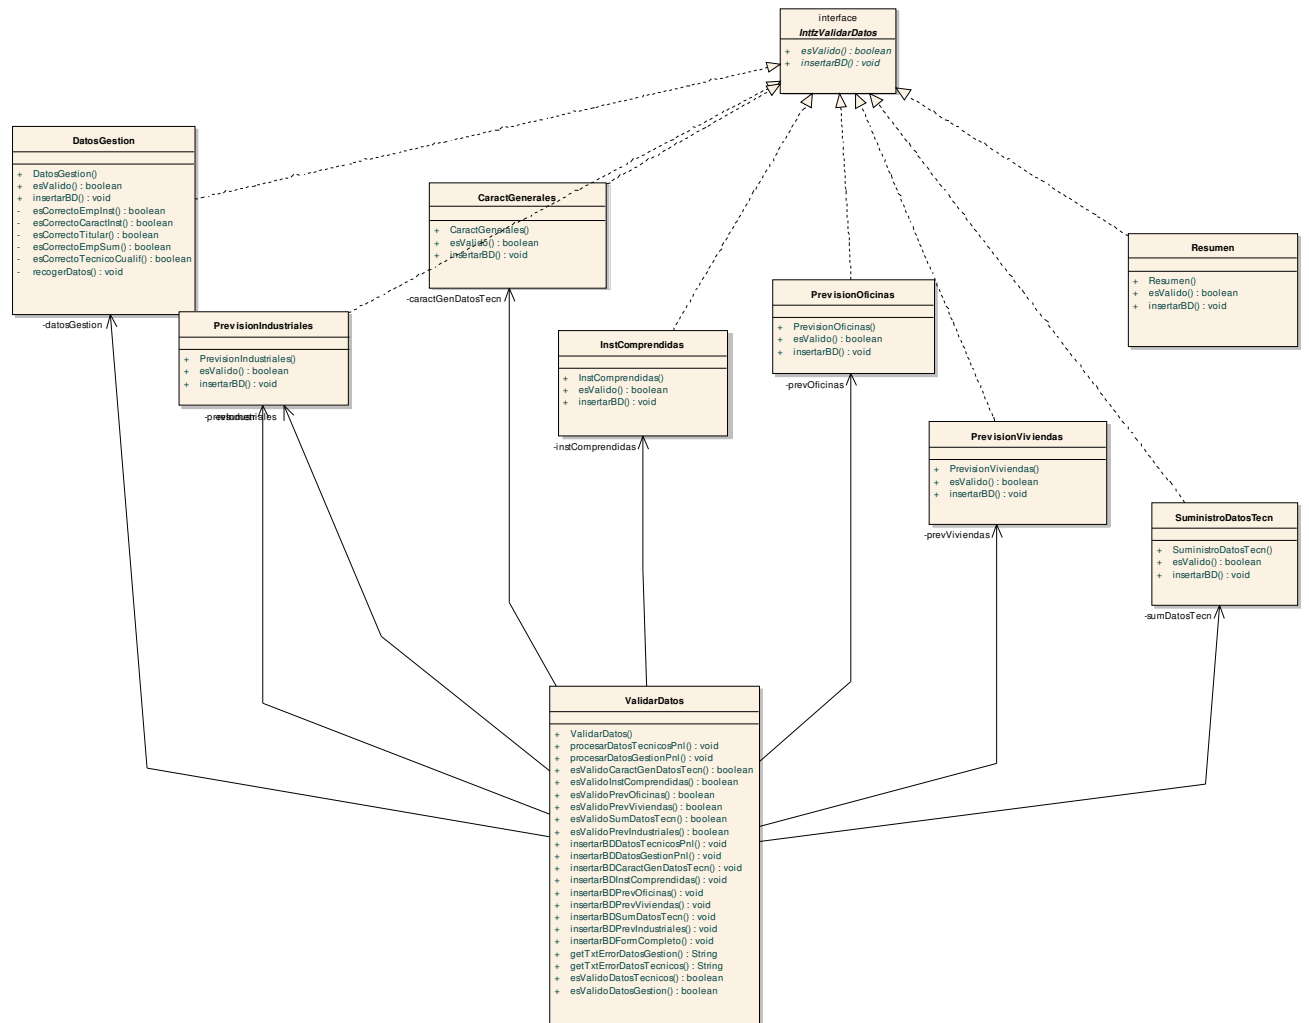 interface
IntfzValidarDatos
+ esValido() : boolean
+ insertarBD() : void
DatosGestion
+ DatosGestion()
+ esValido() : boolean
+ insertarBD() : void
- esCorrectoEmpInst() : boolean
- esCorrectoCaractInst() : boolean
- esCorrectoTitular() : boolean
- esCorrectoEmpSum() : boolean
- esCorrectoTecnicoCualif() : boolean
- recogerDatos() : void
-datosGestion
CaractGenerales
+ CaractGenerales()
+ esValido() : boolean
+ insertarBD() : void
-caractGenDatosTecn
Resumen
+ Resumen()
+ esValido() : boolean
+ insertarBD() : void
PrevisionOficinas
+ PrevisionOficinas()
+ esValido() : boolean
+ insertarBD() : void
-prevOficinas
PrevisionIndustriales
+ PrevisionIndustriales()
+ esValido() : boolean
+ insertarBD() : void
InstComprendidas
+ InstComprendidas()
+ esValido() : boolean
+ insertarBD() : void
-instComprendidas
PrevisionViviendas
+ PrevisionViviendas()
+ esValido() : boolean
+ insertarBD() : void
-prevViviendas
SuministroDatosTecn
+ SuministroDatosTecn()
+ esValido() : boolean
+ insertarBD() : void
-sumDatosTecn
ValidarDatos
+ ValidarDatos()
+ procesarDatosTecnicosPnl() : void
+ procesarDatosGestionPnl() : void
+ esValidoCaractGenDatosTecn() : boolean
+ esValidoInstComprendidas() : boolean
+ esValidoPrevOficinas() : boolean
+ esValidoPrevViviendas() : boolean
+ esValidoSumDatosTecn() : boolean
+ esValidoPrevIndustriales() : boolean
+ insertarBDDatosTecnicosPnl() : void
+ insertarBDDatosGestionPnl() : void
+ insertarBDCaractGenDatosTecn() : void
+ insertarBDInstComprendidas() : void
+ insertarBDPrevOficinas() : void
+ insertarBDPrevViviendas() : void
+ insertarBDSumDatosTecn() : void
+ insertarBDPrevIndustriales() : void
+ insertarBDFormCompleto() : void
+ getTxtErrorDatosGestion() : String
+ getTxtErrorDatosTecnicos() : String
+ esValidoDatosTecnicos() : boolean
+ esValidoDatosGestion() : boolean